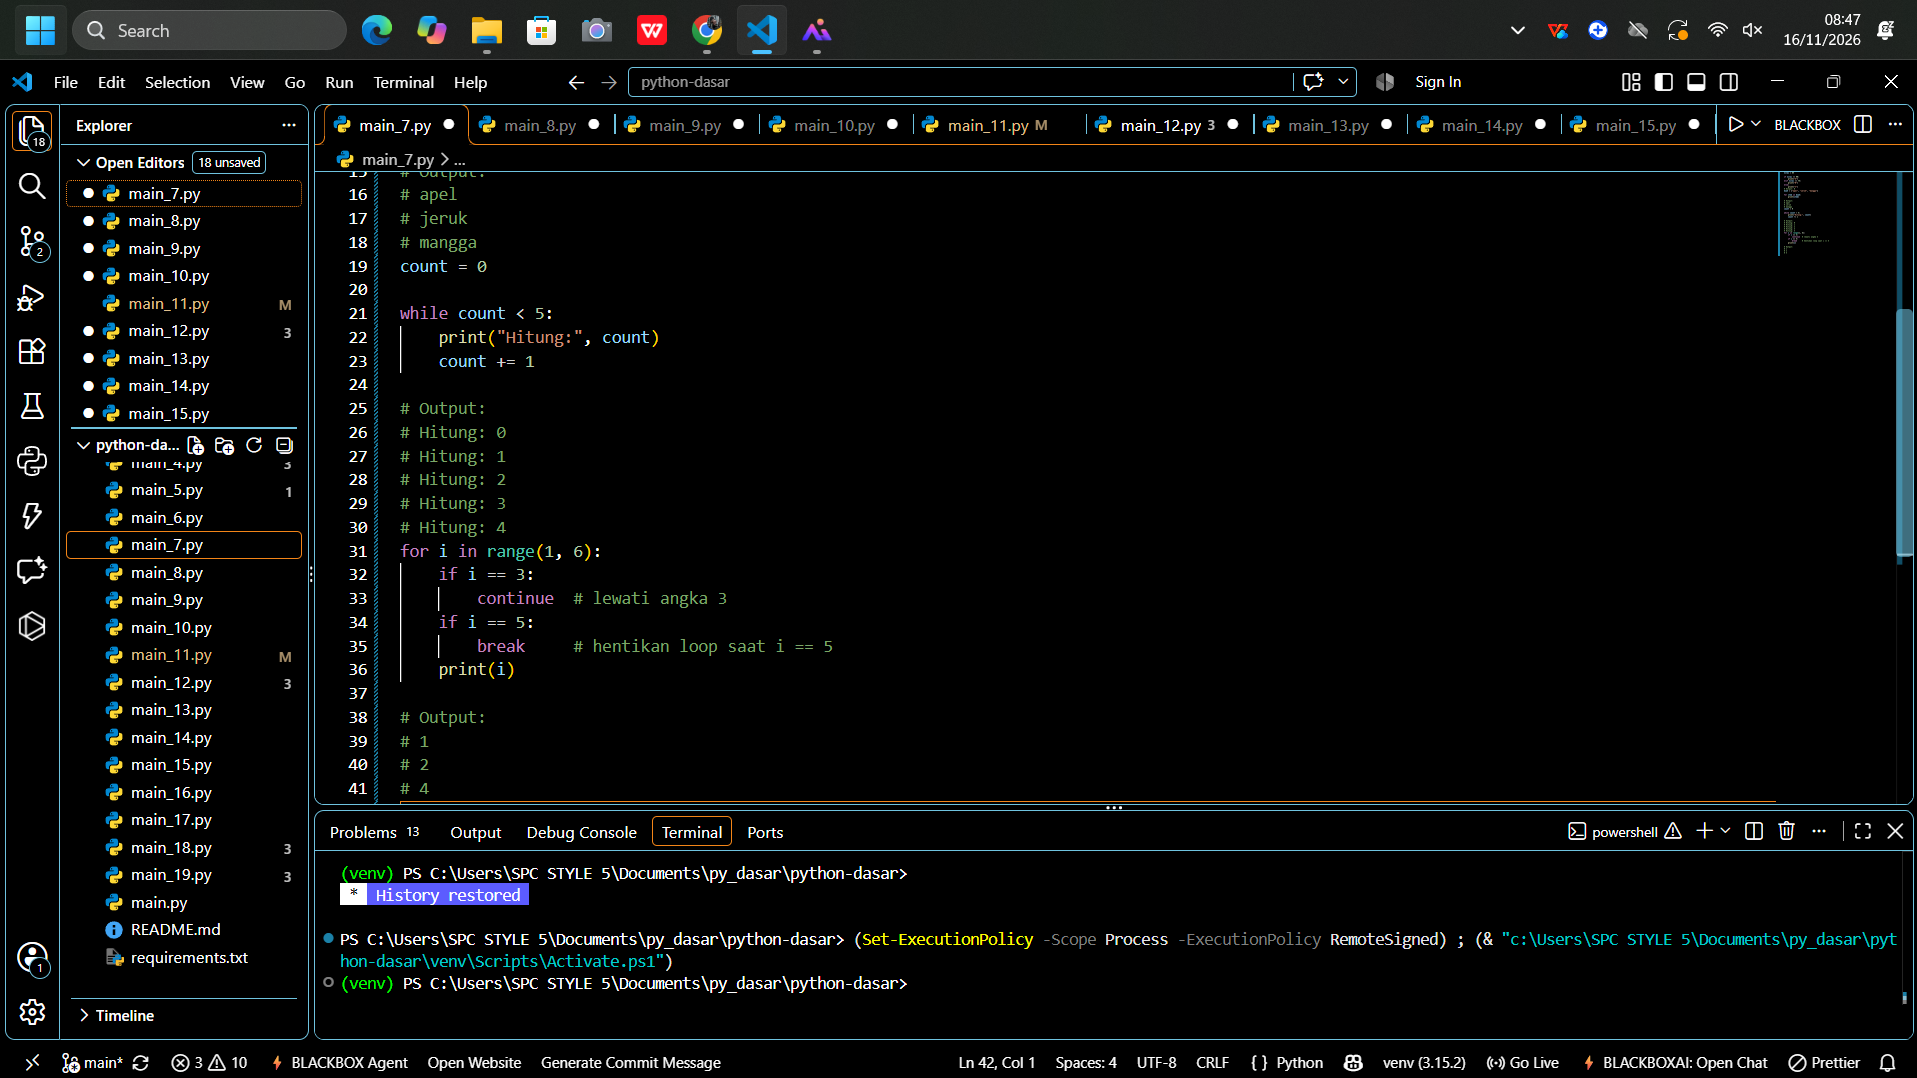 Search
08:47
16/11/2026
File Edit Selection View Go Run Terminal Help
python-dasar
Sign In
18
2
1
Explorer
Open Editors 18 unsaved
main_7.py
main_8.py
main_9.py
main_10.py
main_11.py M
main_12.py 3
main_13.py
main_14.py
main_15.py
python-da...
main_4.py 3
main_5.py 1
main_6.py
main_7.py
main_8.py
main_9.py
main_10.py
main_11.py M
main_12.py 3
main_13.py
main_14.py
main_15.py
main_16.py
main_17.py
main_18.py 3
main_19.py 3
main.py
README.md
requirements.txt
Timeline
main_7.py main_8.py main_9.py main_10.py main_11.py M main_12.py 3 main_13.py main_14.py main_15.py BLACKBOX
main_7.py > ...
15 # Output:
16 # apel
17 # jeruk
18 # mangga
19 count = 0
20
21 while count < 5:
22 print("Hitung:", count)
23 count += 1
24
25 # Output:
26 # Hitung: 0
27 # Hitung: 1
28 # Hitung: 2
29 # Hitung: 3
30 # Hitung: 4
31 for i in range(1, 6):
32 if i == 3:
33 continue # lewati angka 3
34 if i == 5:
35 break # hentikan loop saat i == 5
36 print(i)
37
38 # Output:
39 # 1
40 # 2
41 # 4
Problems 13 Output Debug Console Terminal Ports
powershell
(venv) PS C:\Users\SPC STYLE 5\Documents\py_dasar\python-dasar>
* History restored
PS C:\Users\SPC STYLE 5\Documents\py_dasar\python-dasar> (Set-ExecutionPolicy -Scope Process -ExecutionPolicy RemoteSigned) ; (& "c:\Users\SPC STYLE 5\Documents\py_dasar\pyt
hon-dasar\venv\Scripts\Activate.ps1")
(venv) PS C:\Users\SPC STYLE 5\Documents\py_dasar\python-dasar>
main* 3 10 BLACKBOX Agent Open Website Generate Commit Message Ln 42, Col 1 Spaces: 4 UTF-8 CRLF { } Python venv (3.15.2) Go Live BLACKBOXAI: Open Chat Prettier